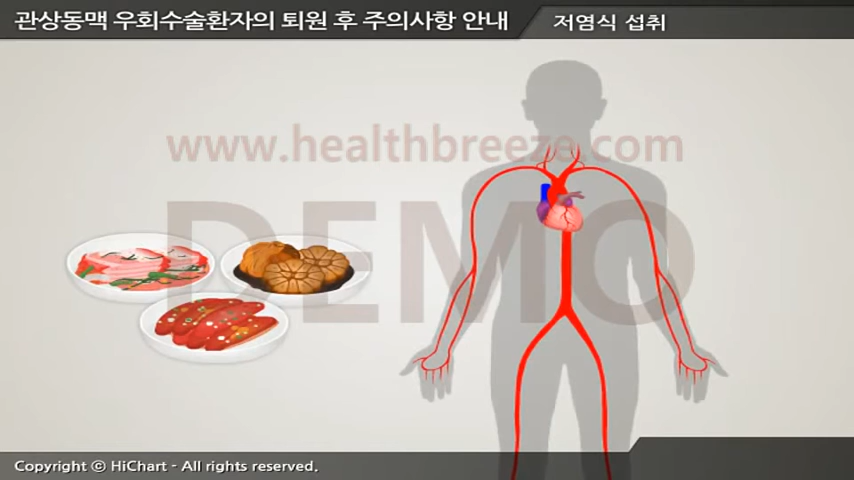 관상동맥 우회수술환자의 퇴원 후 주의사항 안내
저염식 섭취
www.healthbreeze.com
DEMO
Copyright ⓒ HiChart - All rights reserved.